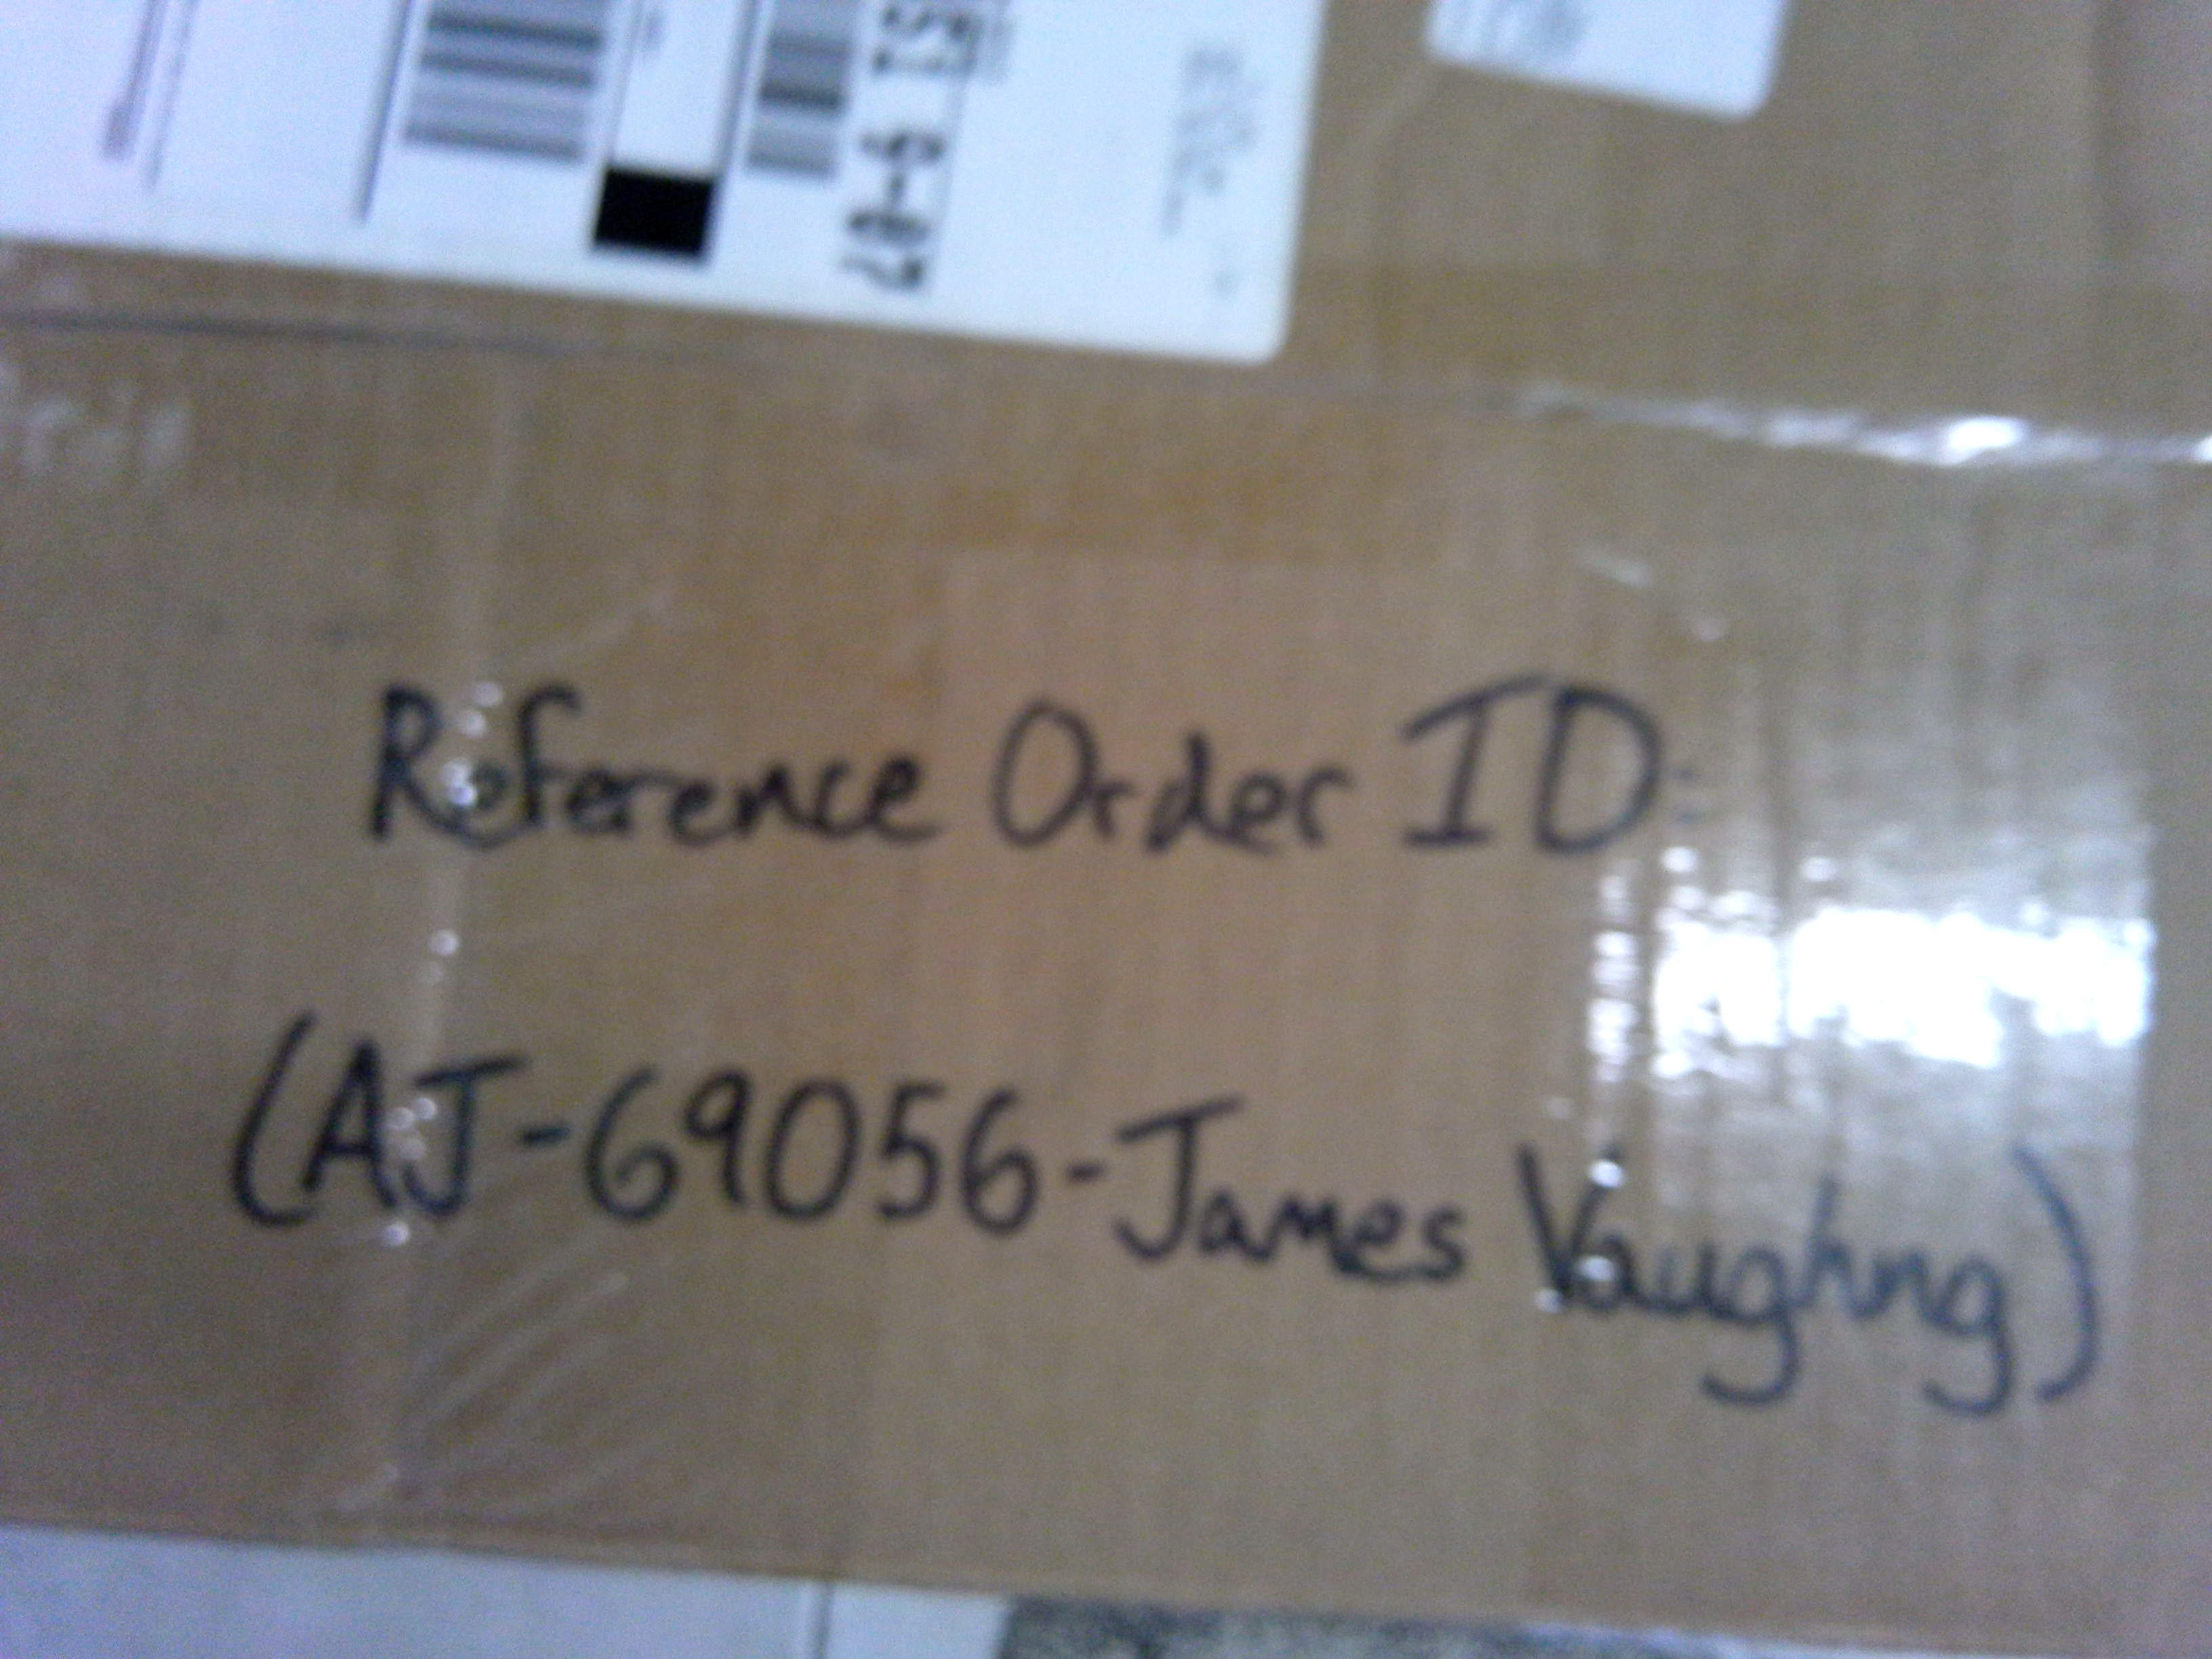 Reference Order ID:
(AJ-69056-James Vaughng)